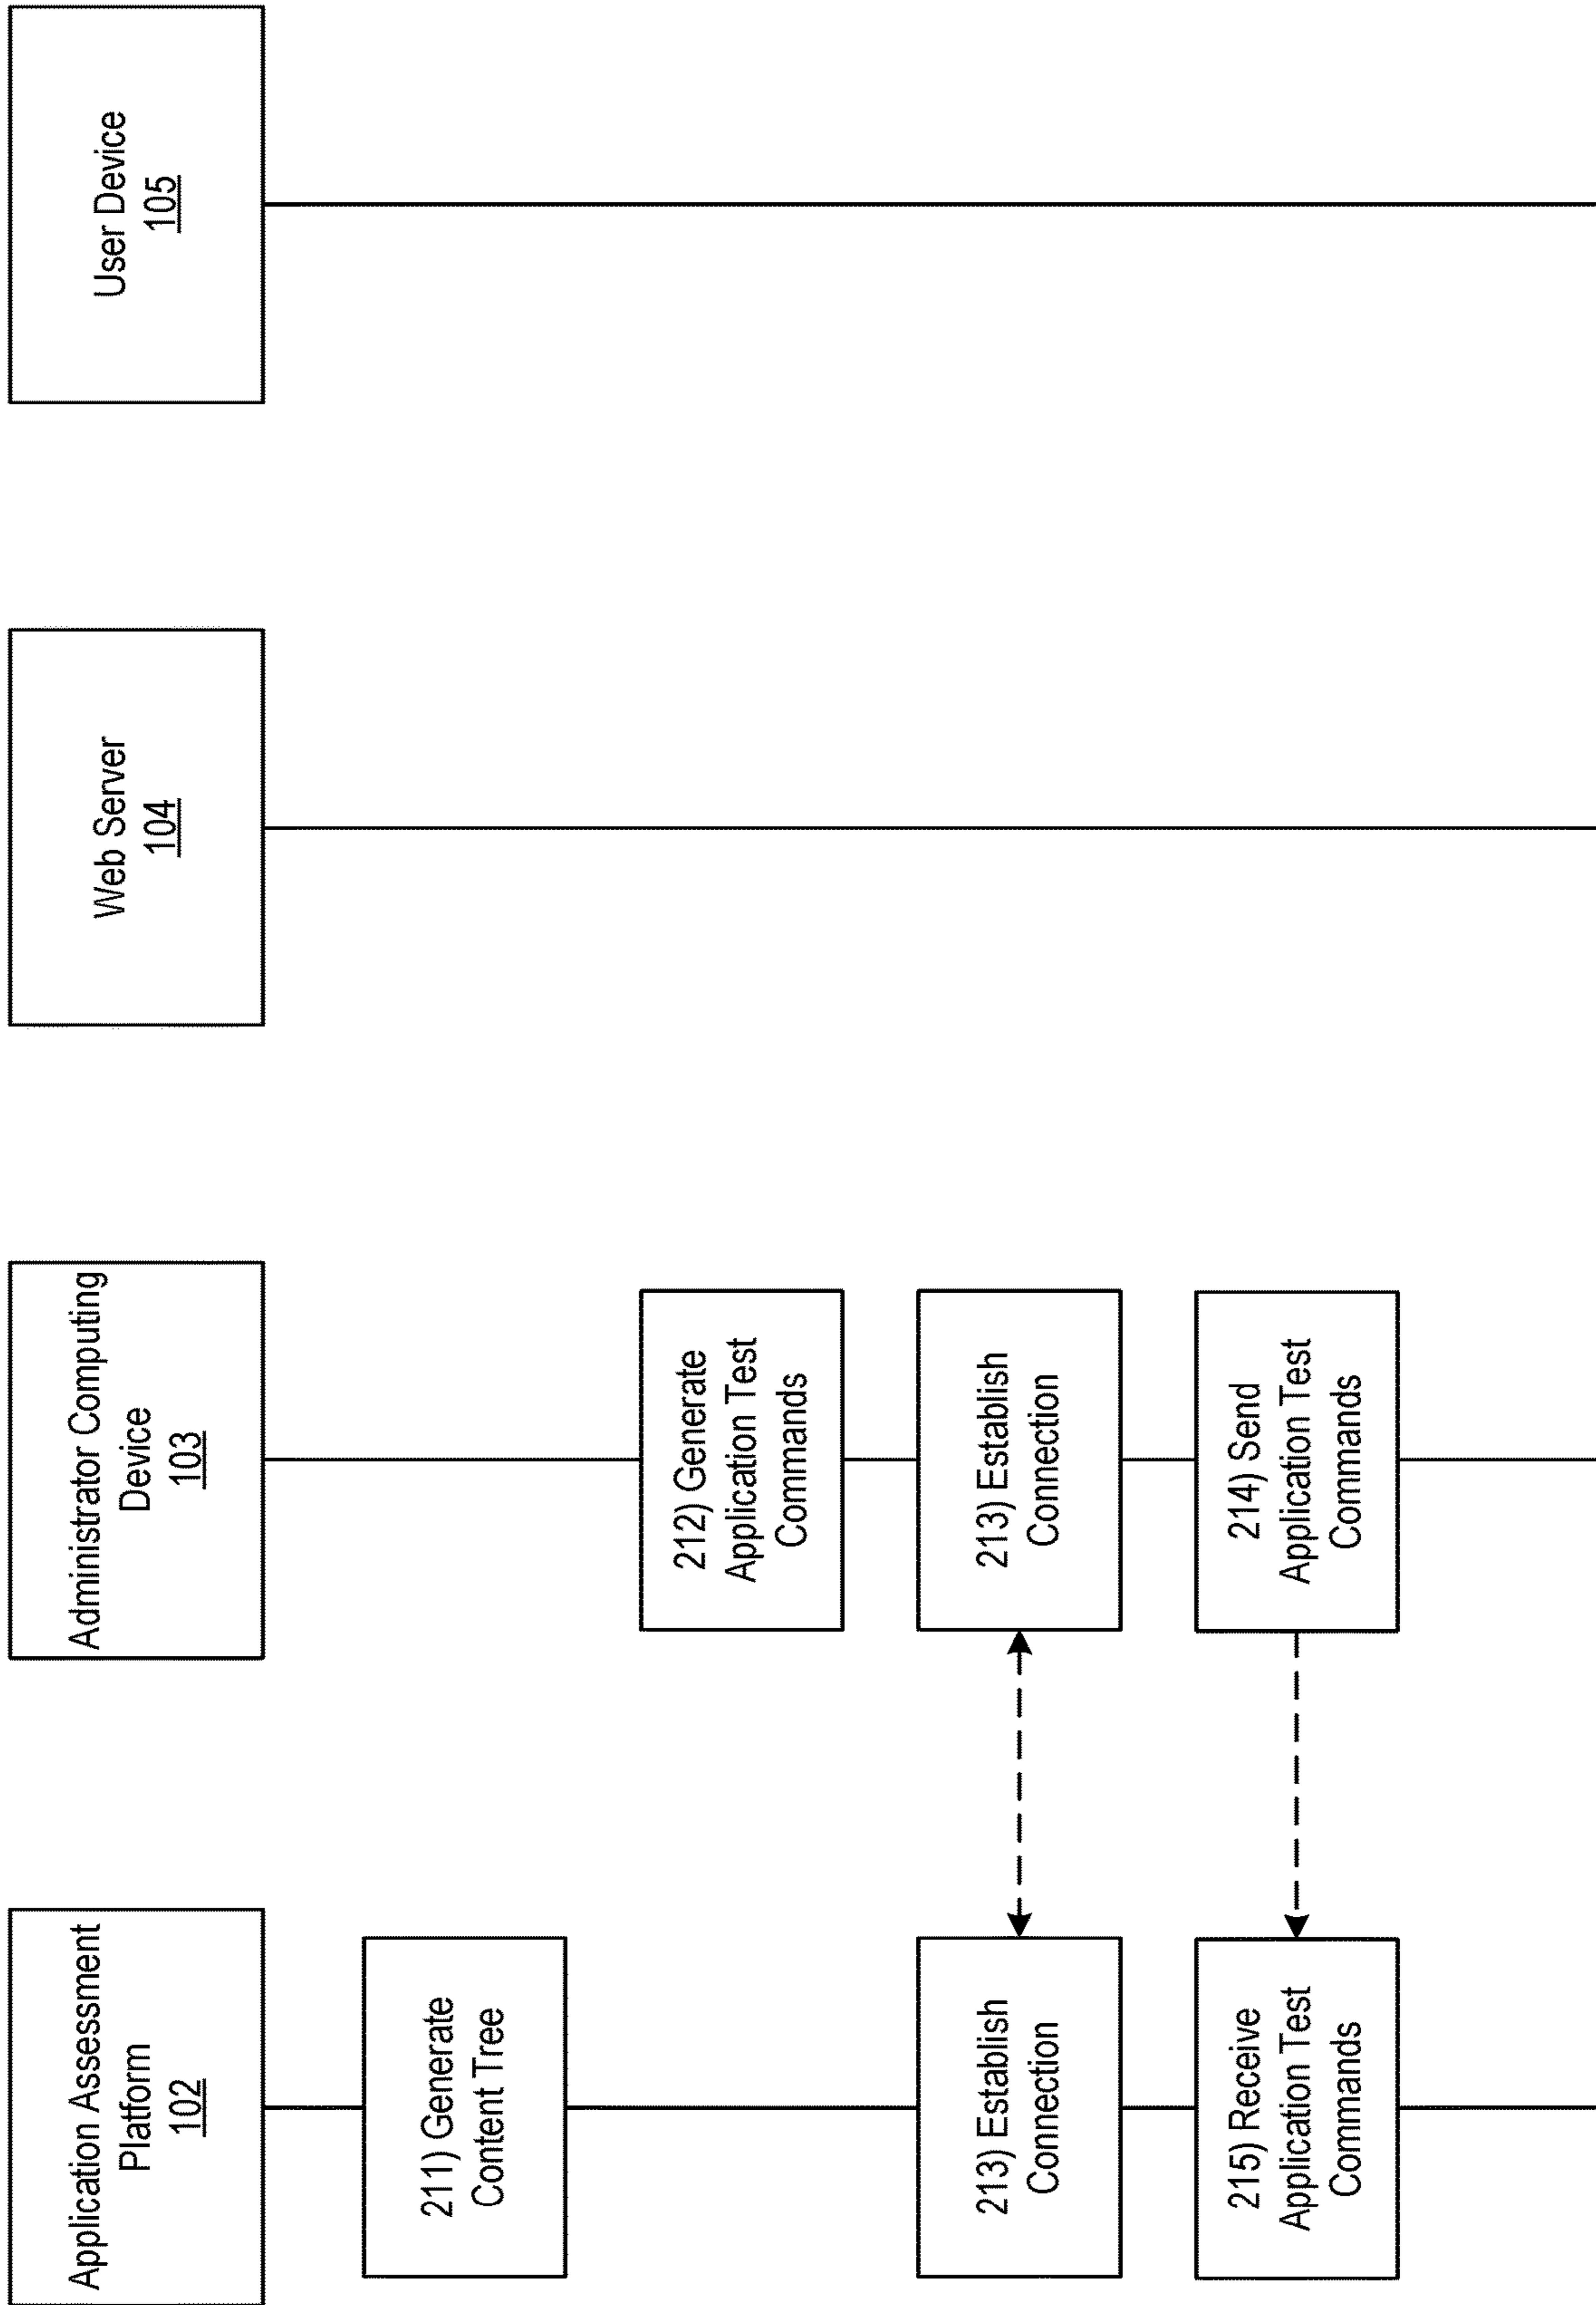 Application Assessment
Platform
102
Administrator Computing
Device
103
Web Server
104
User Device
105
211) Generate
Content Tree
212) Generate
Application Test
Commands
213) Establish
Connection
213) Establish
Connection
215) Receive
Application Test
Commands
214) Send
Application Test
Commands